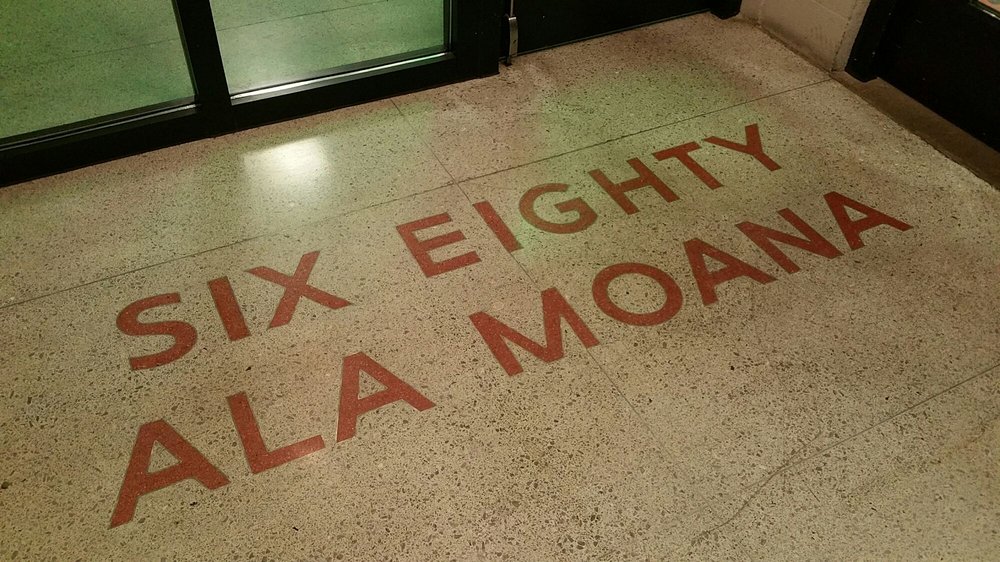 SIX EIGHTY
ALA MOANA